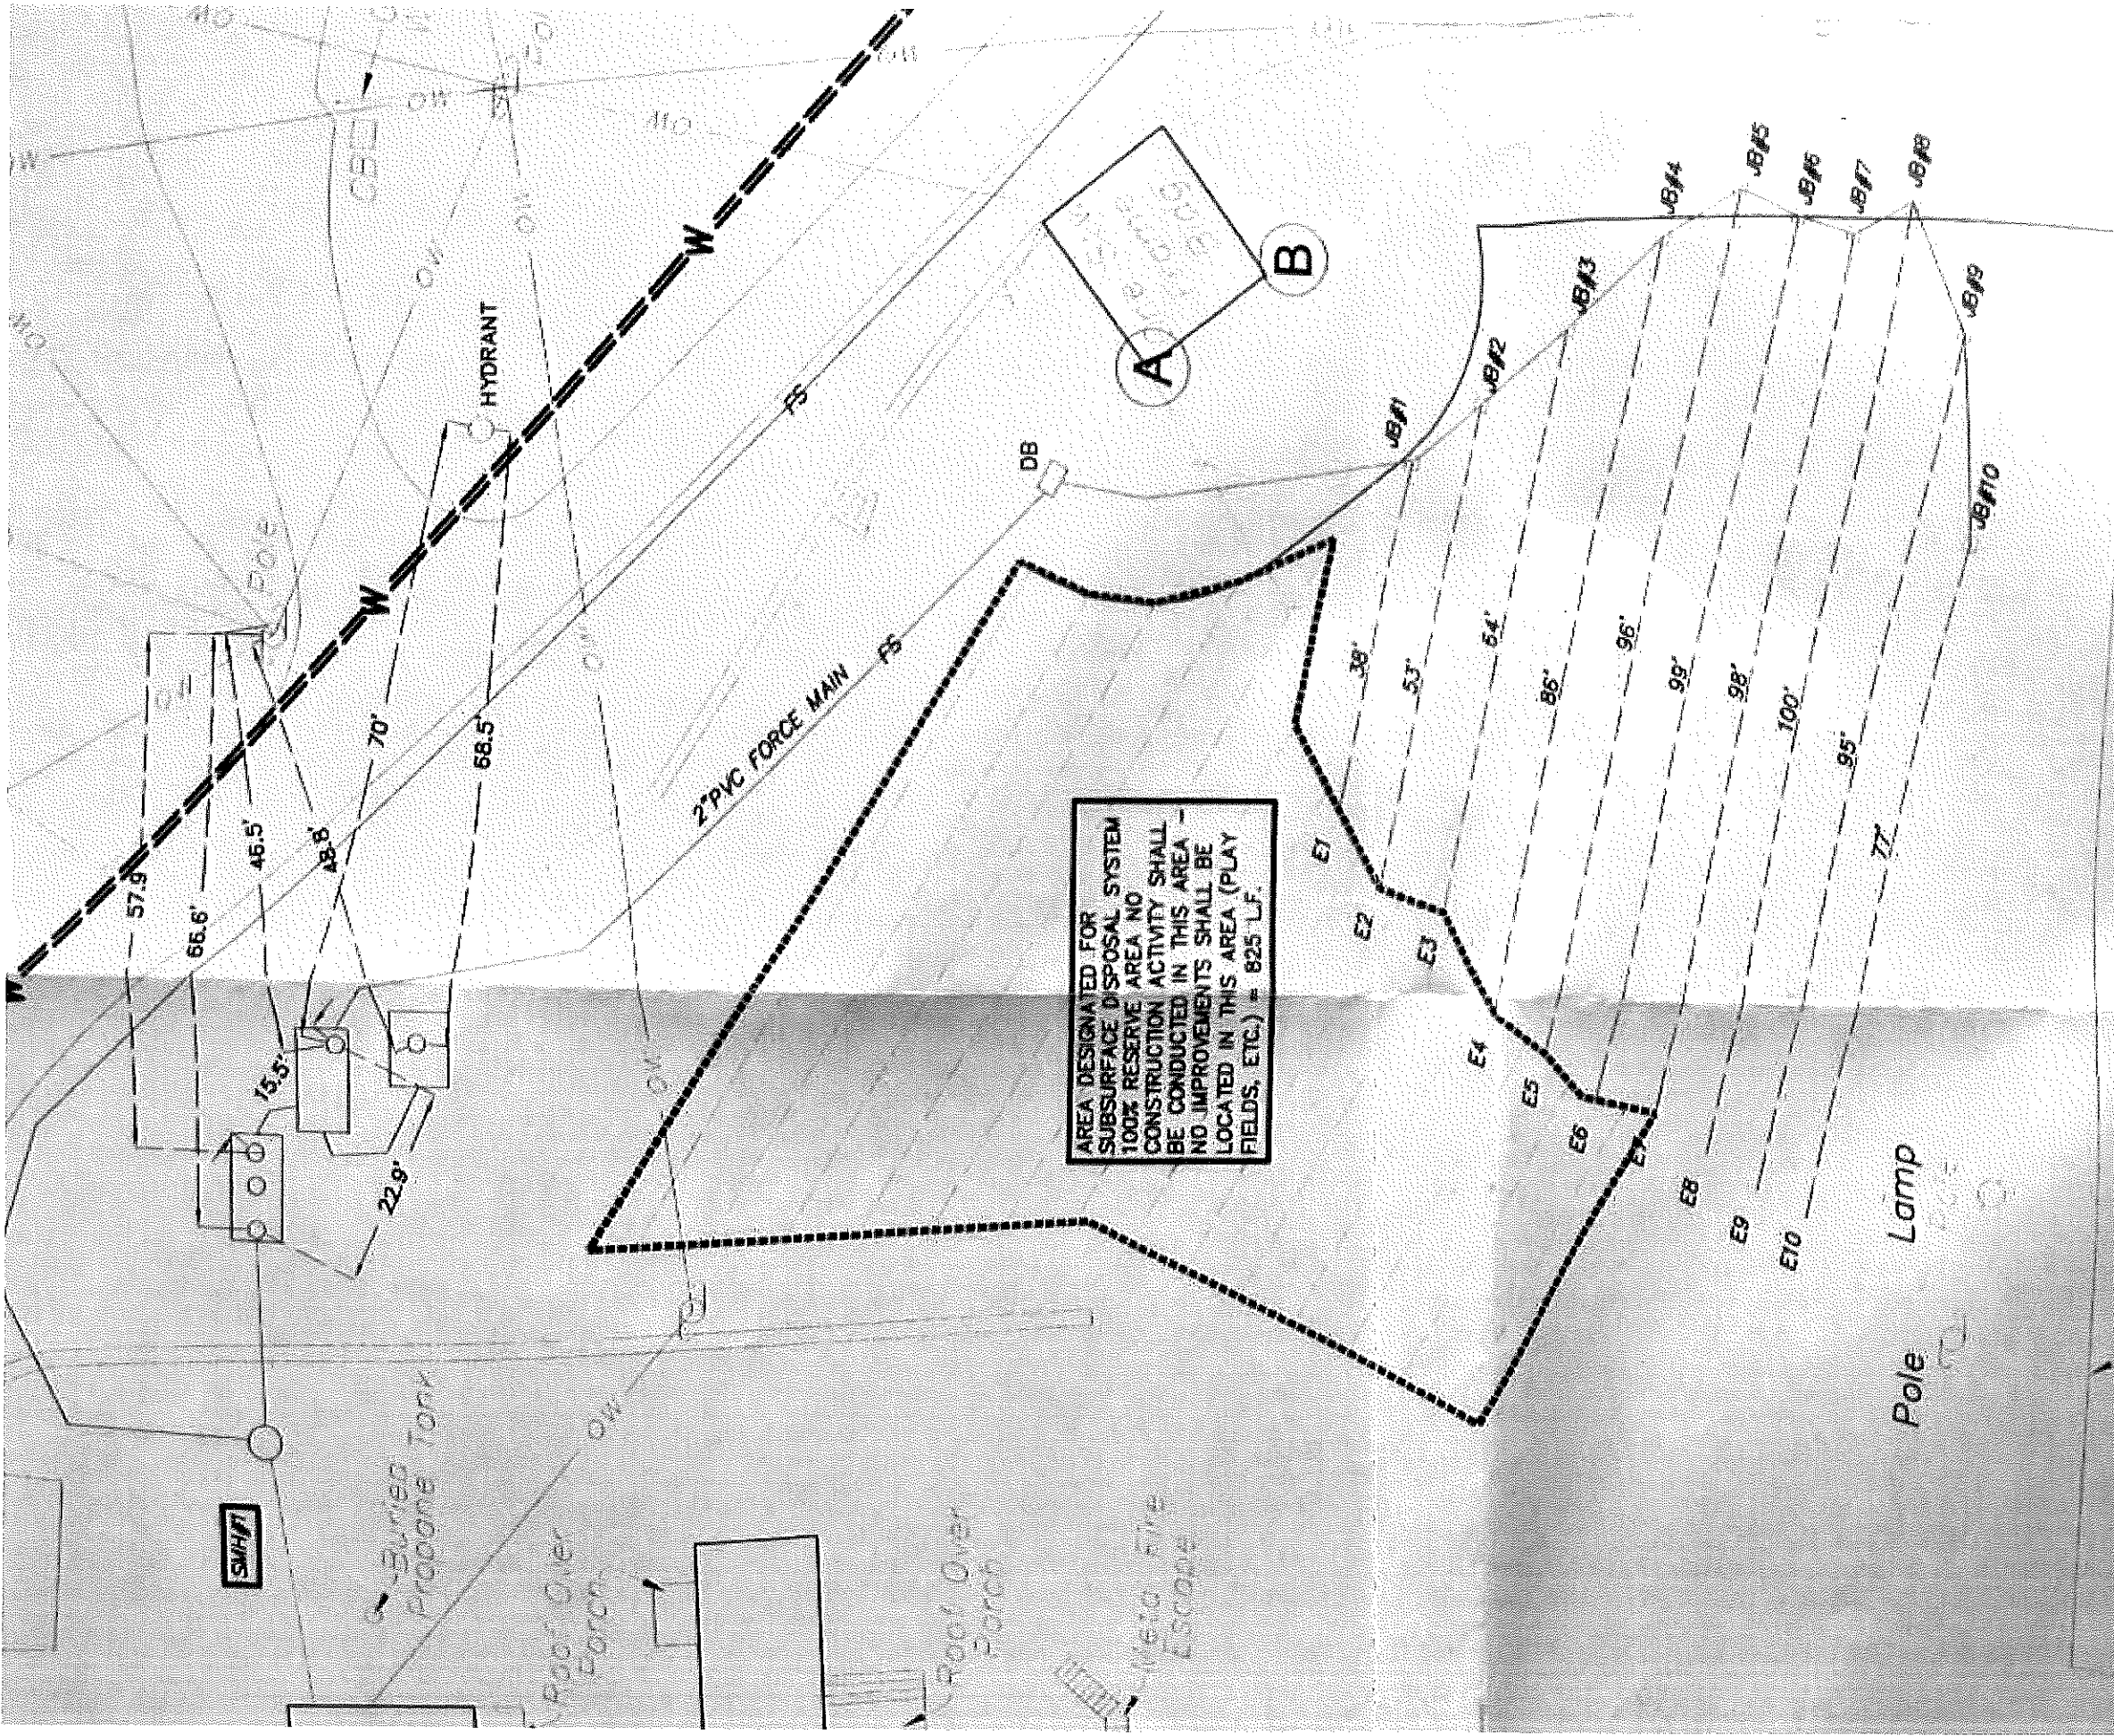 W
W
W
OW
OW
OW
OW
CB
Pole
HYDRANT
57.9'
66.6'
46.5'
48.8'
70'
68.5'
15.5'
22.9'
FS
FS
2"PVC FORCE MAIN
DB
A
B
SMH#1
Buried
Propane Tank
Roof Over
Porch
Roof Over
Porch
Metal Fire
Escape
AREA DESIGNATED FOR
SUBSURFACE DISPOSAL SYSTEM
100% RESERVE AREA NO
CONSTRUCTION ACTIVITY SHALL
BE CONDUCTED IN THIS AREA -
NO IMPROVEMENTS SHALL BE
LOCATED IN THIS AREA (PLAY
FIELDS, ETC.) = 825 LF.
JB#1
JB#2
JB#3
JB#4
JB#5
JB#6
JB#7
JB#8
JB#9
JB#10
38'
53'
64'
86'
96'
99'
98'
100'
95'
77'
E1
E2
E3
E4
E5
E6
E7
E8
E9
E10
Lamp
Pole